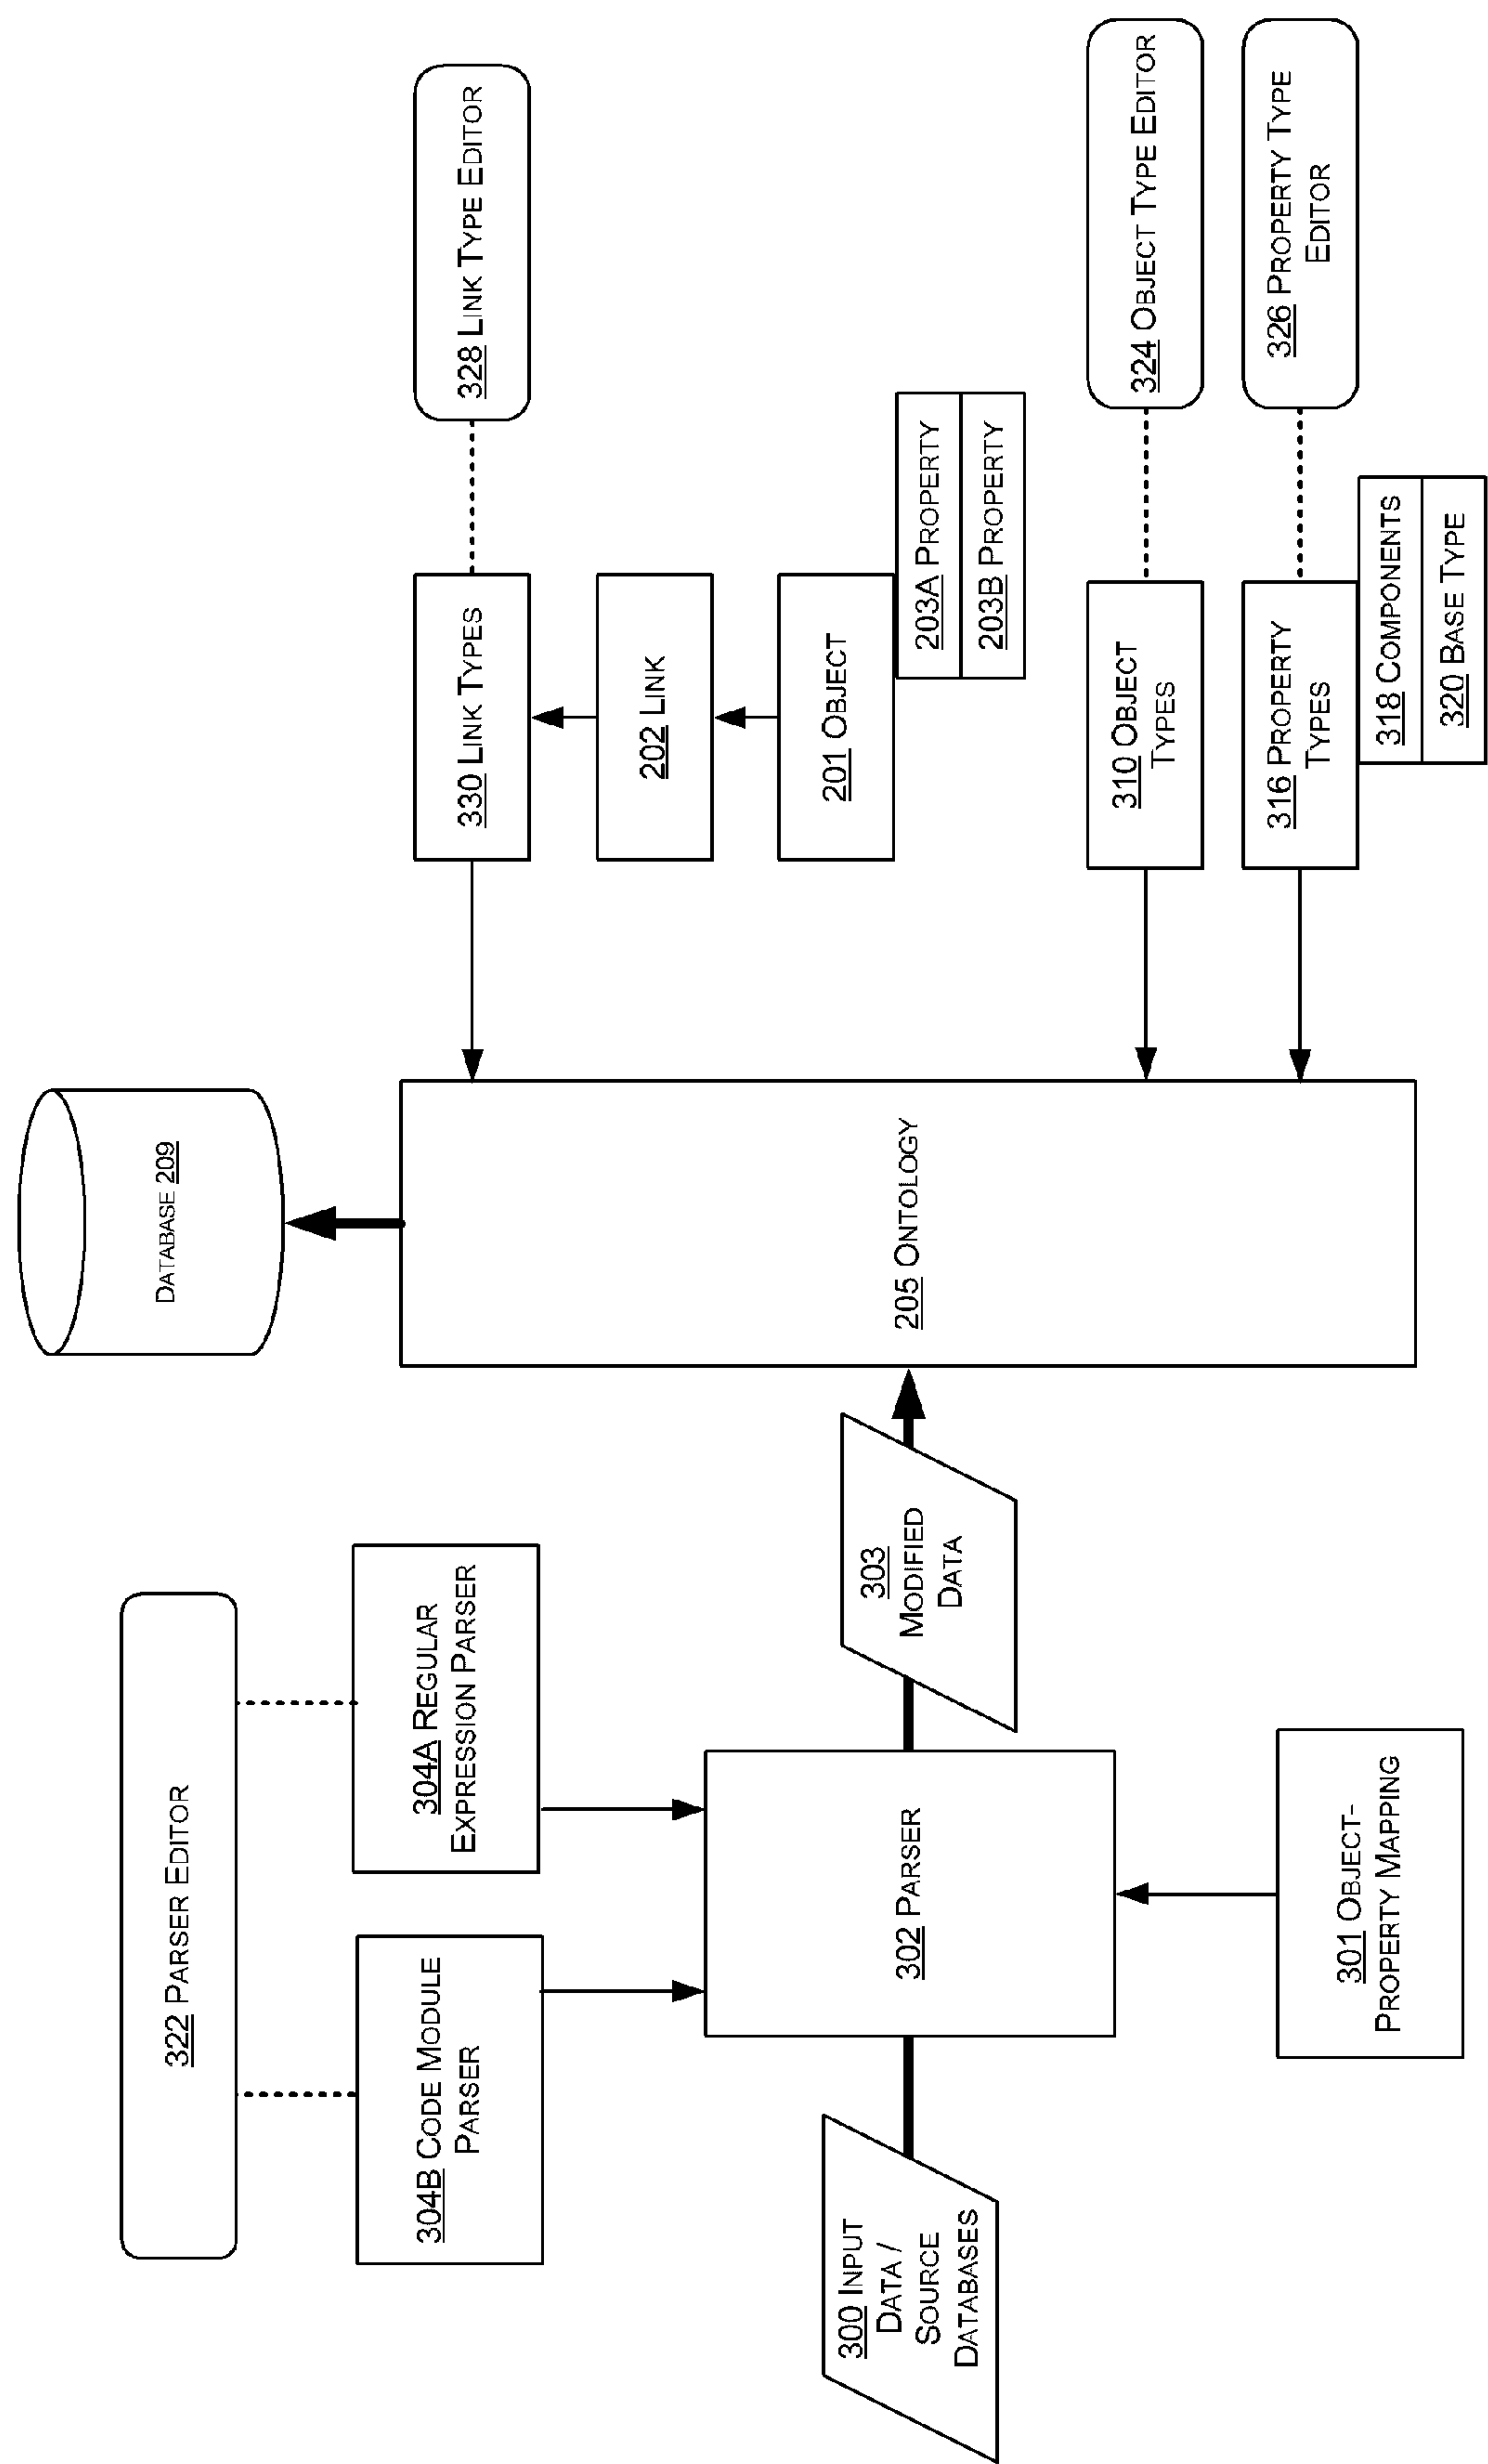 DATABASE 209
322 PARSER EDITOR
304B CODE MODULE
PARSER
304A REGULAR
EXPRESSION PARSER
330 LINK TYPES
328 LINK TYPE EDITOR
202 LINK
300 INPUT
DATA /
SOURCE
DATABASES
302 PARSER
303
MODIFIED
DATA
205 ONTOLOGY
201 OBJECT
203A PROPERTY
203B PROPERTY
301 OBJECT-
PROPERTY MAPPING
310 OBJECT
TYPES
324 OBJECT TYPE EDITOR
316 PROPERTY
TYPES
326 PROPERTY TYPE
EDITOR
318 COMPONENTS
320 BASE TYPE